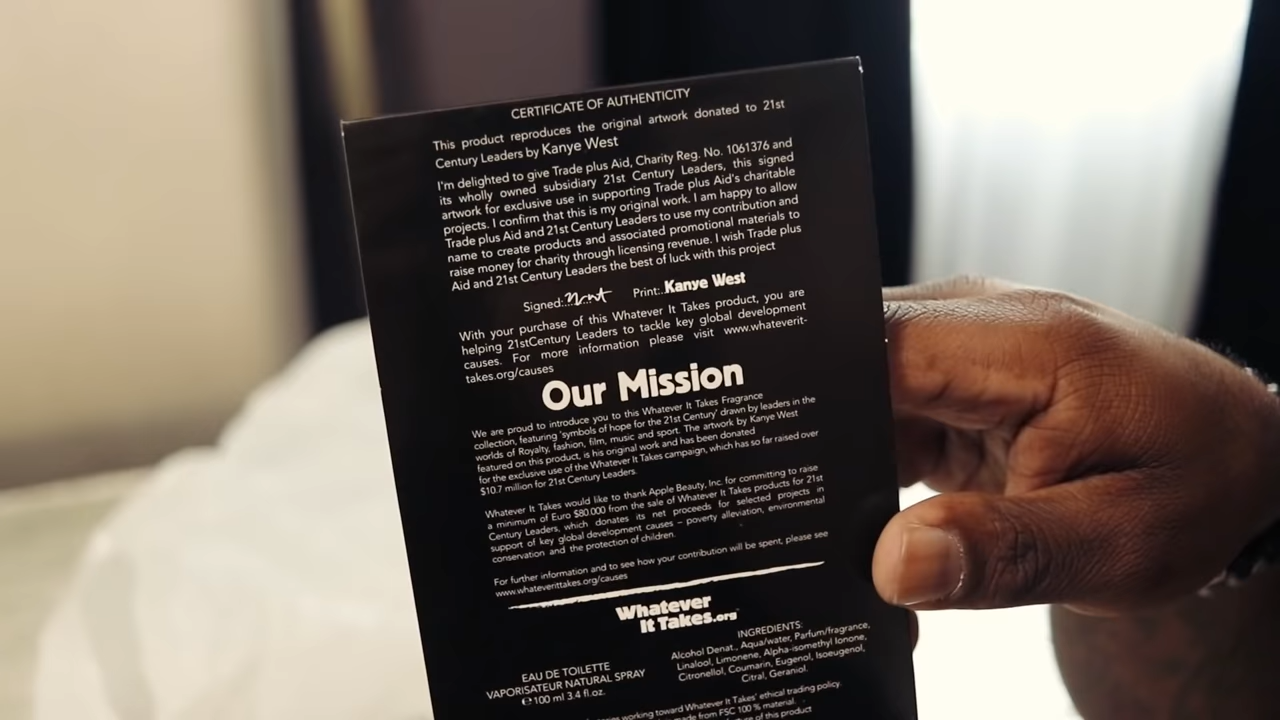 CERTIFICATE OF AUTHENTICITY
This product reproduces the original artwork donated to 21st
Century Leaders by Kanye West
I'm delighted to give Trade plus Aid, Charity Reg. No. 1061376 and
its wholly owned subsidiary 21st Century Leaders, this signed
artwork for exclusive use in supporting Trade plus Aid's charitable
projects. I confirm that this is my original work. I am happy to allow
Trade plus Aid and 21st Century Leaders to use my contribution and
name to create products and associated promotional materials to
raise money for charity through licensing revenue. I wish Trade plus
Aid and 21st Century Leaders the best of luck with this project
Signed:.... Print:.Kanye West
With your purchase of this Whatever It Takes product, you are
helping 21stCentury Leaders to tackle key global development
causes. For more information please visit www.whateverit-
takes.org/causes
Our Mission
We are proud to introduce you to this Whatever It Takes Fragrance
collection, featuring 'symbols of hope for the 21st Century' drawn by leaders in the
worlds of Royalty, fashion, film, music and sport. The artwork by Kanye West
featured on this product, is his original work and has been donated
for the exclusive use of the Whatever It Takes campaign, which has so far raised over
$10.7 million for 21st Century Leaders.
Whatever It Takes would like to thank Apple Beauty, Inc. for committing to raise
a minimum of Euro $80.000 from the sale of Whatever It Takes products for 21st
Century Leaders, which donates its net proceeds for selected projects in
support of key global development causes – poverty alleviation, environmental
conservation and the protection of children.
For further information and to see how your contribution will be spent, please see
www.whateverittakes.org/causes
Whatever
It Takes.org
INGREDIENTS:
Alcohol Denat., Aqua/water, Parfum/fragrance,
Linalool, Limonene, Alpha-isomethyl Ionone,
Citronellol, Coumarin, Eugenol, Isoeugenol,
Citral, Geraniol.
EAU DE TOILETTE
VAPORISATEUR NATURAL SPRAY
℮ 100 ml 3.4 fl.oz.
working toward Whatever It Takes' ethical trading policy.
made from FSC 100 % material.
of this product